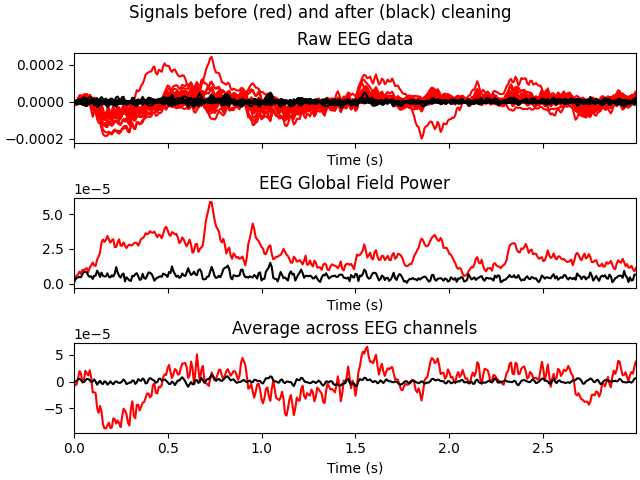 Signals before (red) and after (black) cleaning
Raw EEG data
0.0002
0.0000
−0.0002
Time (s)
EEG Global Field Power
1e−5
5.0
2.5
0.0
Time (s)
Average across EEG channels
1e−5
5
0
−5
0.0 0.5 1.0 1.5 2.0 2.5
Time (s)